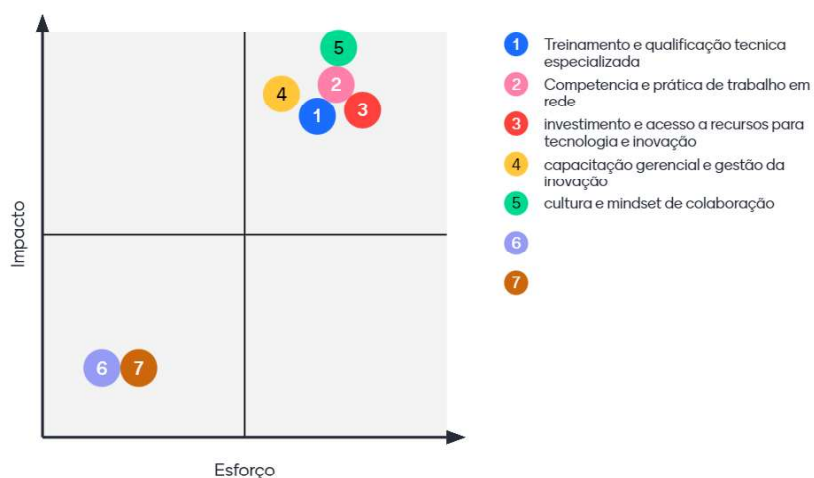 5
2
4
3
1
6
7
Impacto
Esforço
1 Treinamento e qualificação tecnica
especializada
2 Competencia e prática de trabalho em
rede
3 investimento e acesso a recursos para
tecnologia e inovação
4 capacitação gerencial e gestão da
inovação
5 cultura e mindset de colaboração
6
7